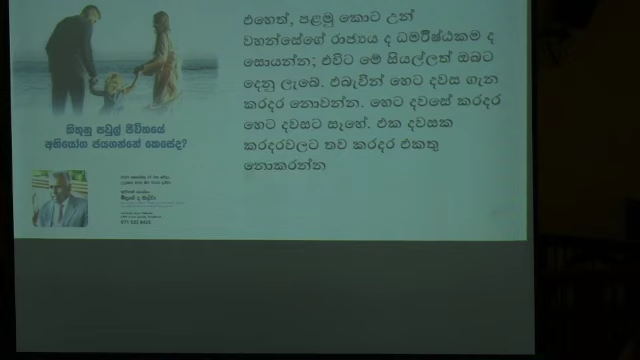 කිතුනු පවුල් ජීවිතයේ
අභියෝග ජයගන්නේ කෙසේද?
එහෙත්, පළමු කොට උන්
වහන්සේගේ රාජ්‍යය ද ධමර්ිෂ්ඨකම ද
සොයන්න; එවිට මේ සියල්ලත් ඔබට
දෙනු ලැබේ. එබැවින් හෙට දවස ගැන
කරදර නොවන්න. හෙට දවසේ කරදර
හෙට දවසට සෑහේ. එක දවසක
කරදරවලට තව කරදර එකතු
නොකරන්න